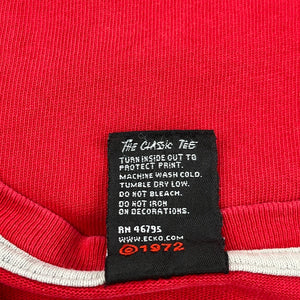 THE CLASSIC TEE
TURN INSIDE OUT TO
PROTECT PRINT.
MACHINE WASH COLD.
TUMBLE DRY LOW.
DO NOT BLEACH.
DO NOT IRON
ON DECORATIONS.
RN 46795
WWW.ECKO.COM
©1972